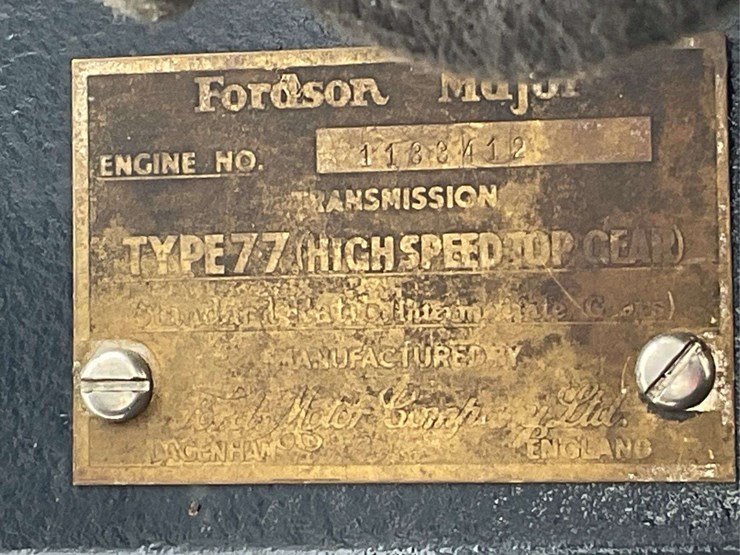 Fordson Major
ENGINE NO. 1183412
TRANSMISSION
TYPE 77 (HIGH SPEED TOP GEAR)
Standard
MANUFACTURED BY
Ford Motor Company Ltd.
DAGENHAM ENGLAND